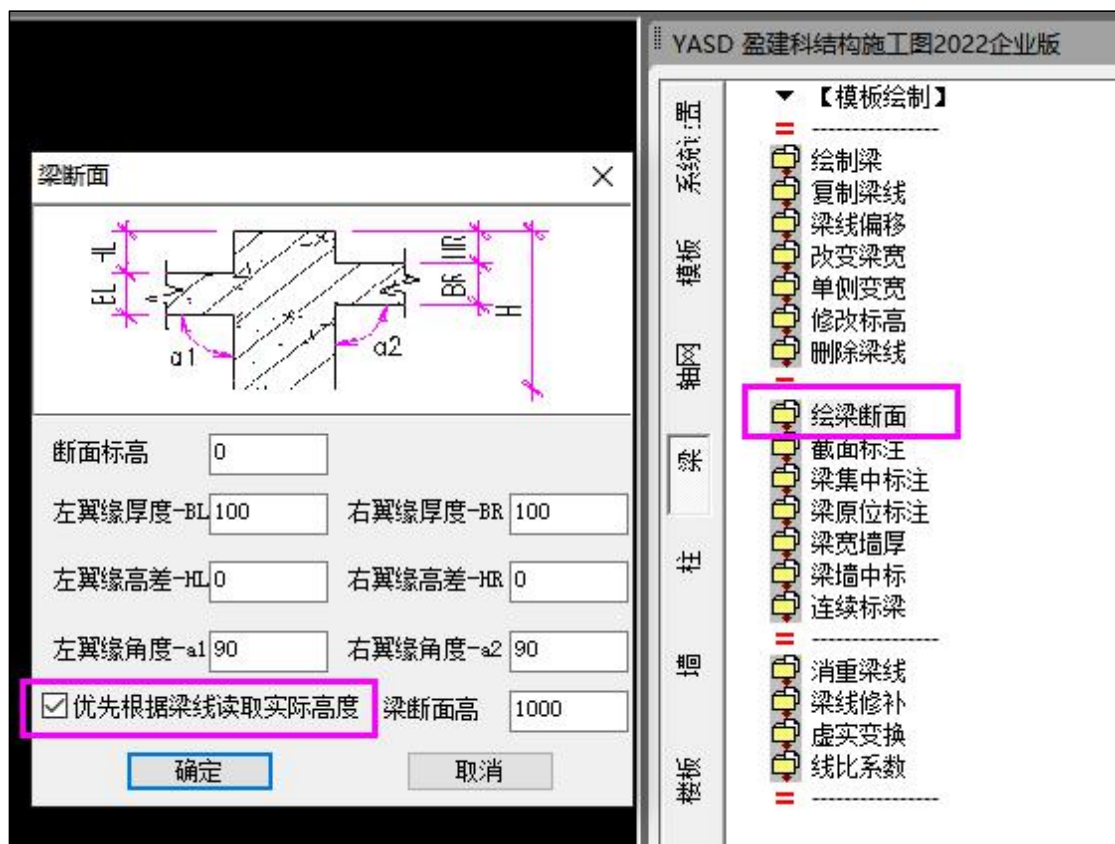 YASD 盈建科结构施工图2022企业版
梁断面
HL
BL
HR
BR
H
a1
a2
断面标高 0
左翼缘厚度-BL 100 右翼缘厚度-BR 100
左翼缘高差-HL 0 右翼缘高差-HR 0
左翼缘角度-a1 90 右翼缘角度-a2 90
优先根据梁线读取实际高度 梁断面高 1000
确定 取消
系统设置
模板
轴网
梁
柱
墙
楼板
【模板绘制】
= ---------------
绘制梁
复制梁线
梁线偏移
改变梁宽
单侧变宽
修改标高
删除梁线
=
绘梁断面
截面标注
梁集中标注
梁原位标注
梁宽墙厚
梁墙中标
连续标梁
= ---------------
消重梁线
梁线修补
虚实变换
线比系数
= ---------------